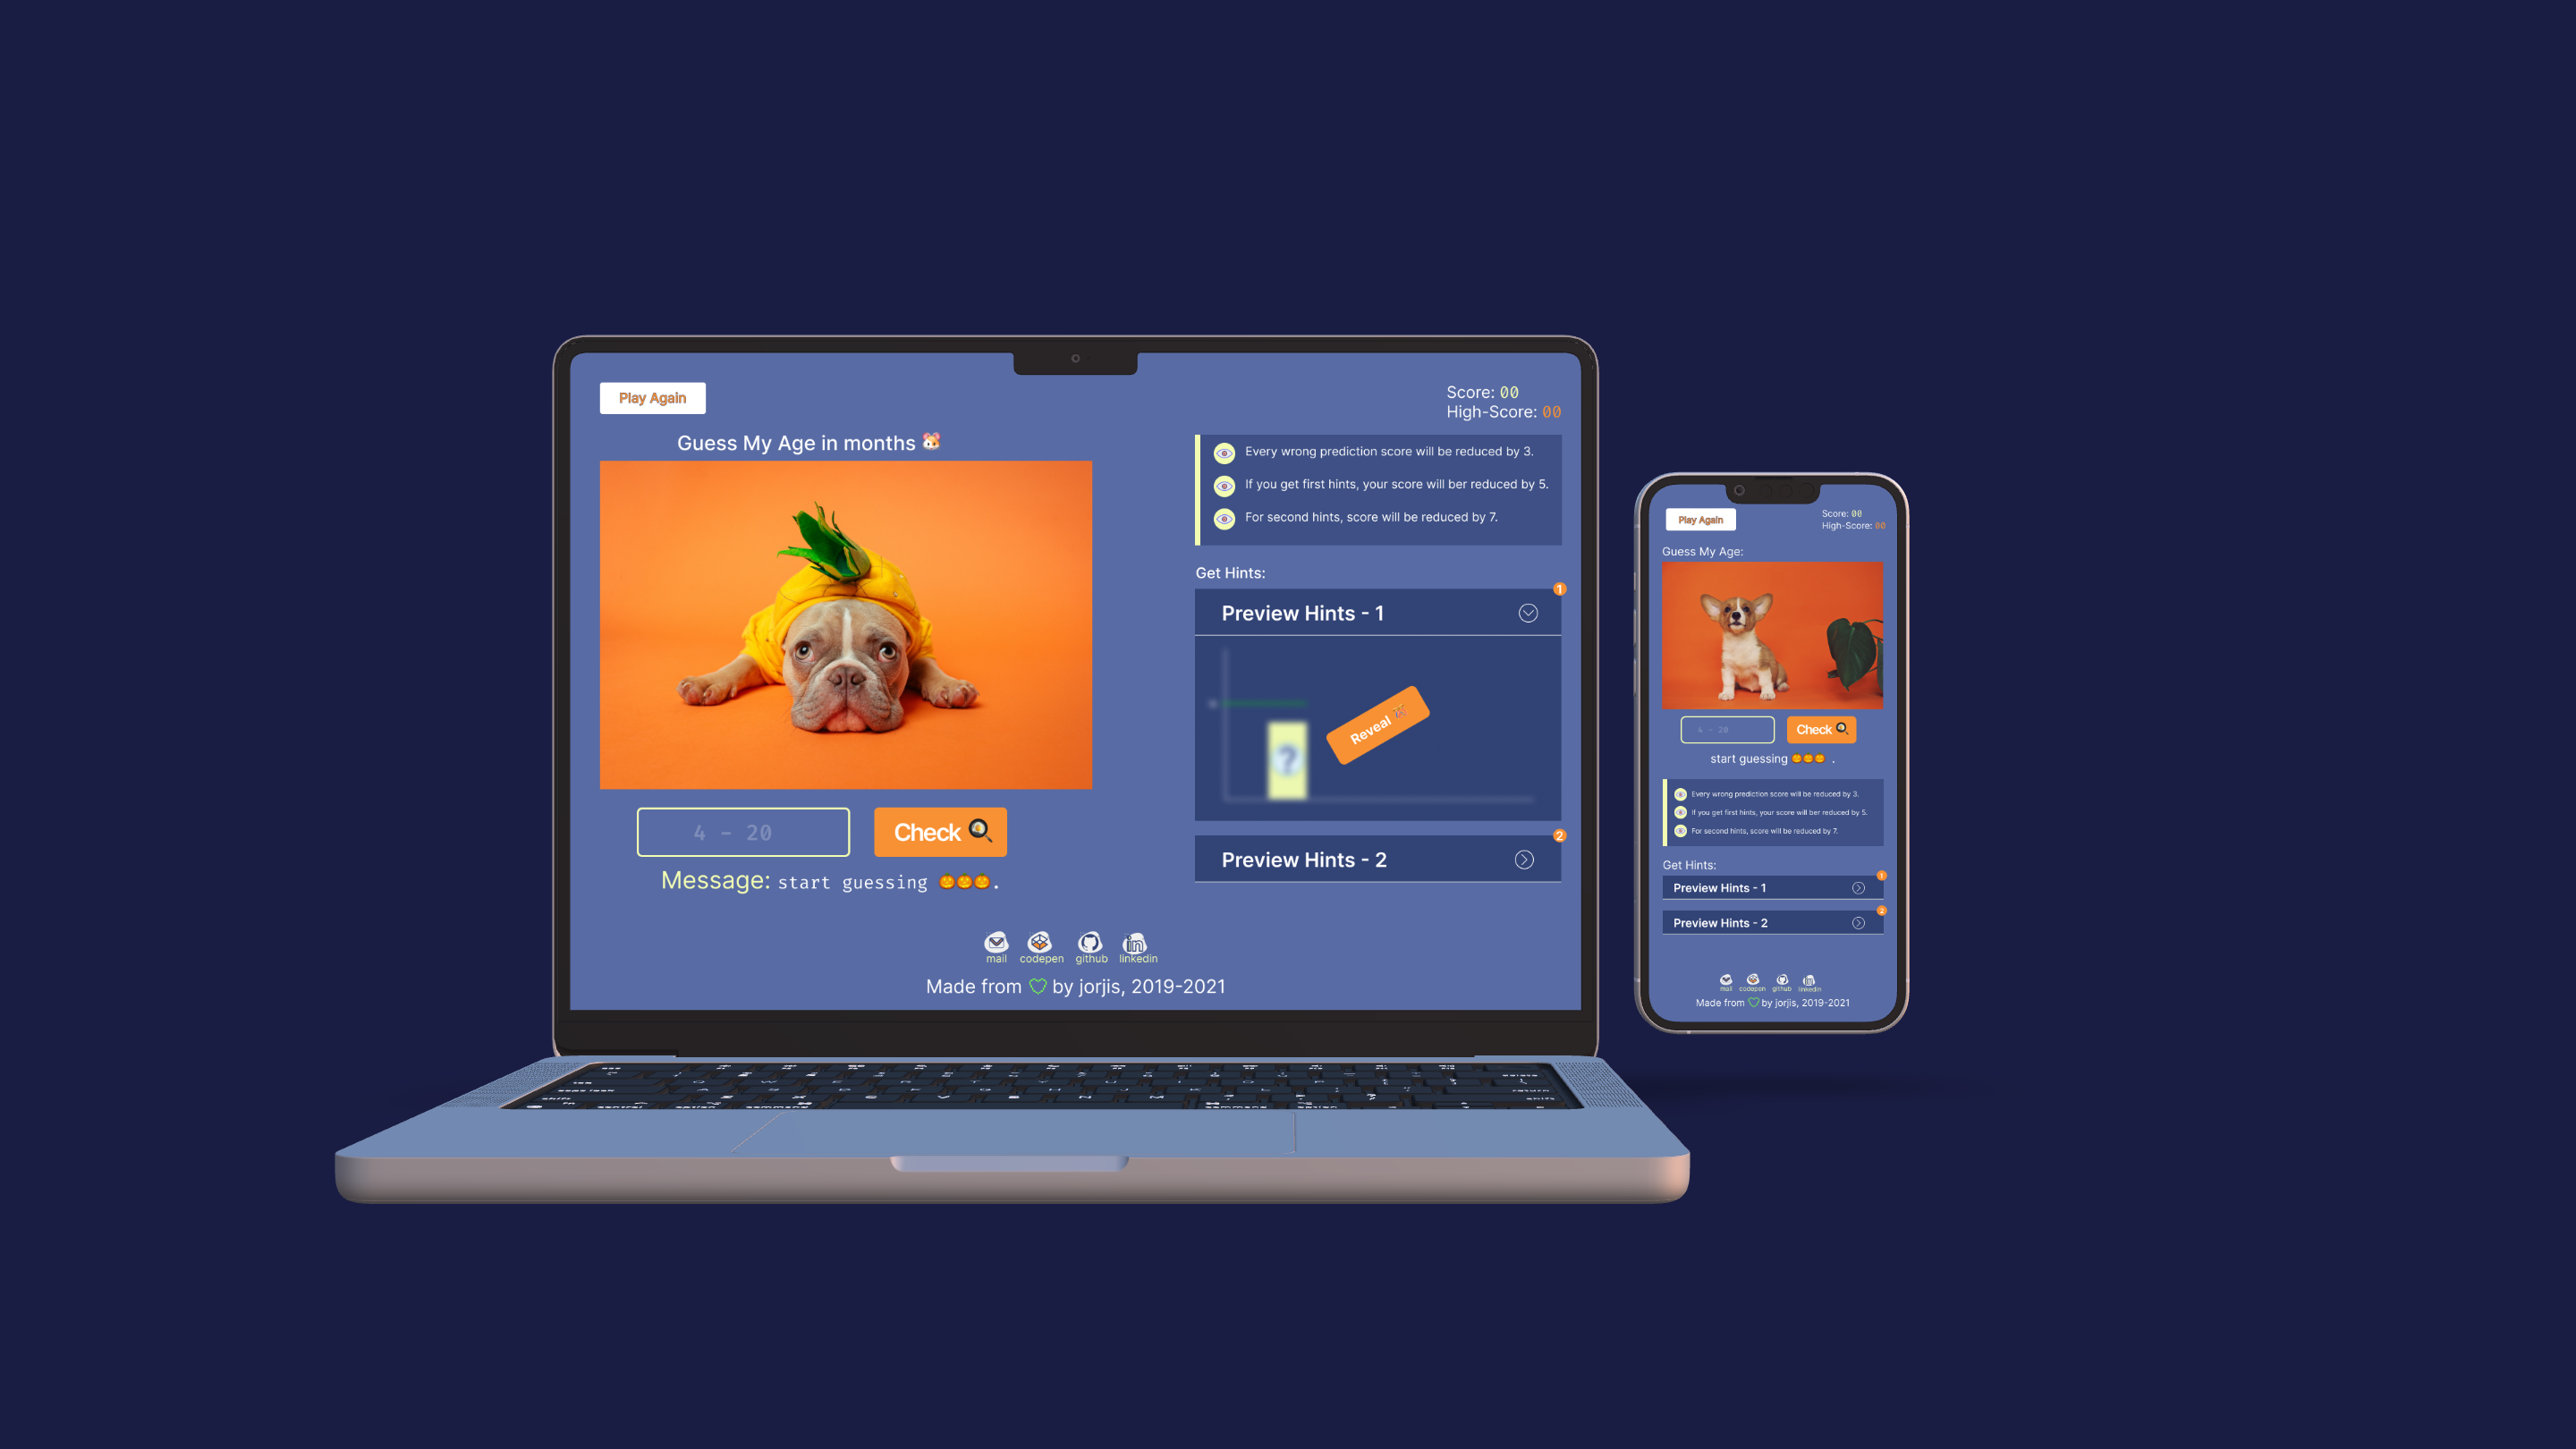 Play Again
Score: 00
High-Score: 00
Guess My Age in months 🐹
Every wrong prediction score will be reduced by 3.
If you get first hints, your score will ber reduced by 5.
For second hints, score will be reduced by 7.
Get Hints:
1
Preview Hints - 1
?
Reveal
2
Preview Hints - 2
4 - 20
Check 🔍
Message: start guessing 🎃🎃🎃.
mail codepen github linkedin
Made from 💚 by jorjis, 2019-2021
Play Again
Score: 00
High-Score: 00
Guess My Age:
4 - 20
Check 🔍
start guessing 🎃🎃🎃 .
Every wrong prediction score will be reduced by 3.
If you get first hints, your score will ber reduced by 5.
For second hints, score will be reduced by 7.
Get Hints:
1
Preview Hints - 1
2
Preview Hints - 2
mail codepen github linkedin
Made from 💚 by jorjis, 2019-2021